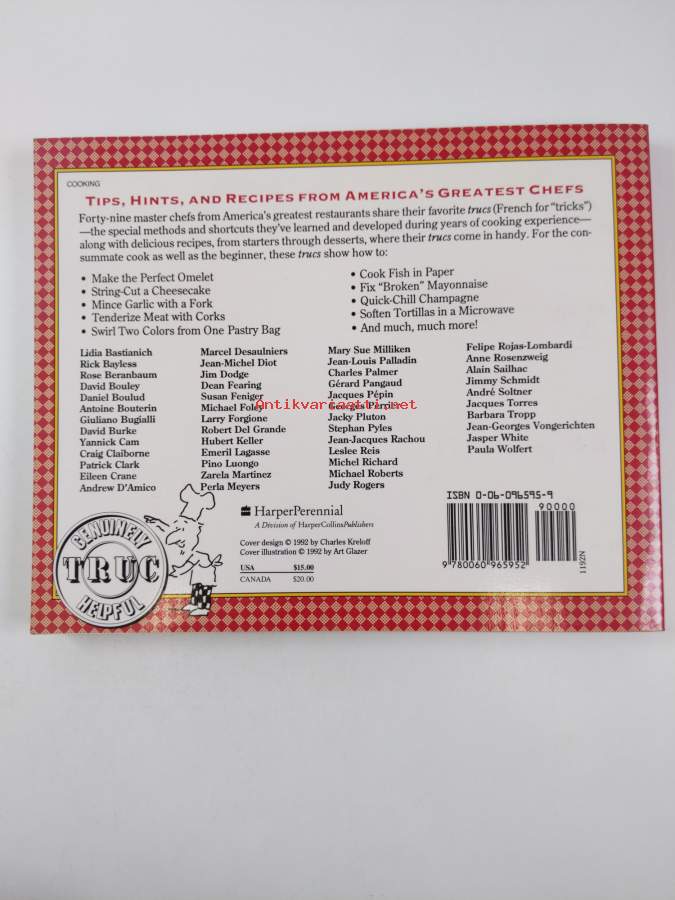 COOKING
TIPS, HINTS, AND RECIPES FROM AMERICA'S GREATEST CHEFS
Forty-nine master chefs from America's greatest restaurants share their favorite trucs (French for "tricks")
—the special methods and shortcuts they've learned and developed during years of cooking experience—
along with delicious recipes, from starters through desserts, where their trucs come in handy. For the con-
summate cook as well as the beginner, these trucs show how to:
• Make the Perfect Omelet
• String-Cut a Cheesecake
• Mince Garlic with a Fork
• Tenderize Meat with Corks
• Swirl Two Colors from One Pastry Bag
• Cook Fish in Paper
• Fix "Broken" Mayonnaise
• Quick-Chill Champagne
• Soften Tortillas in a Microwave
• And much, much more!
Lidia Bastianich
Rick Bayless
Rose Beranbaum
David Bouley
Daniel Boulud
Antoine Bouterin
Giuliano Bugialli
David Burke
Yannick Cam
Craig Claiborne
Patrick Clark
Eileen Crane
Andrew D'Amico
Marcel Desaulniers
Jean-Michel Diot
Jim Dodge
Dean Fearing
Susan Feniger
Michael Foley
Larry Forgione
Robert Del Grande
Hubert Keller
Emeril Lagasse
Pino Luongo
Zarela Martinez
Perla Meyers
Mary Sue Milliken
Jean-Louis Palladin
Charles Palmer
Gérard Pangaud
Jacques Pépin
Georges Perrier
Jacky Pluton
Stephan Pyles
Jean-Jacques Rachou
Leslee Reis
Michel Richard
Michael Roberts
Judy Rogers
Felipe Rojas-Lombardi
Anne Rosenzweig
Alain Sailhac
Jimmy Schmidt
André Soltner
Jacques Torres
Barbara Tropp
Jean-Georges Vongerichten
Jasper White
Paula Wolfert
Antikvariaatti.net
GENUINELY
TRUC
HELPFUL
HarperPerennial
A Division of HarperCollinsPublishers
Cover design © 1992 by Charles Kreloff
Cover illustration © 1992 by Art Glazer
USA $15.00
CANADA $20.00
ISBN 0-06-096595-9
90000
9 780060 965952
1192N